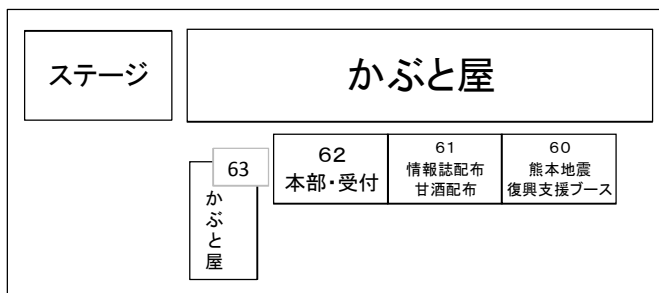 ステージ
かぶと屋
62
本部・受付
61
情報誌配布
甘酒配布
60
熊本地震
復興支援ブース
63
かぶと屋